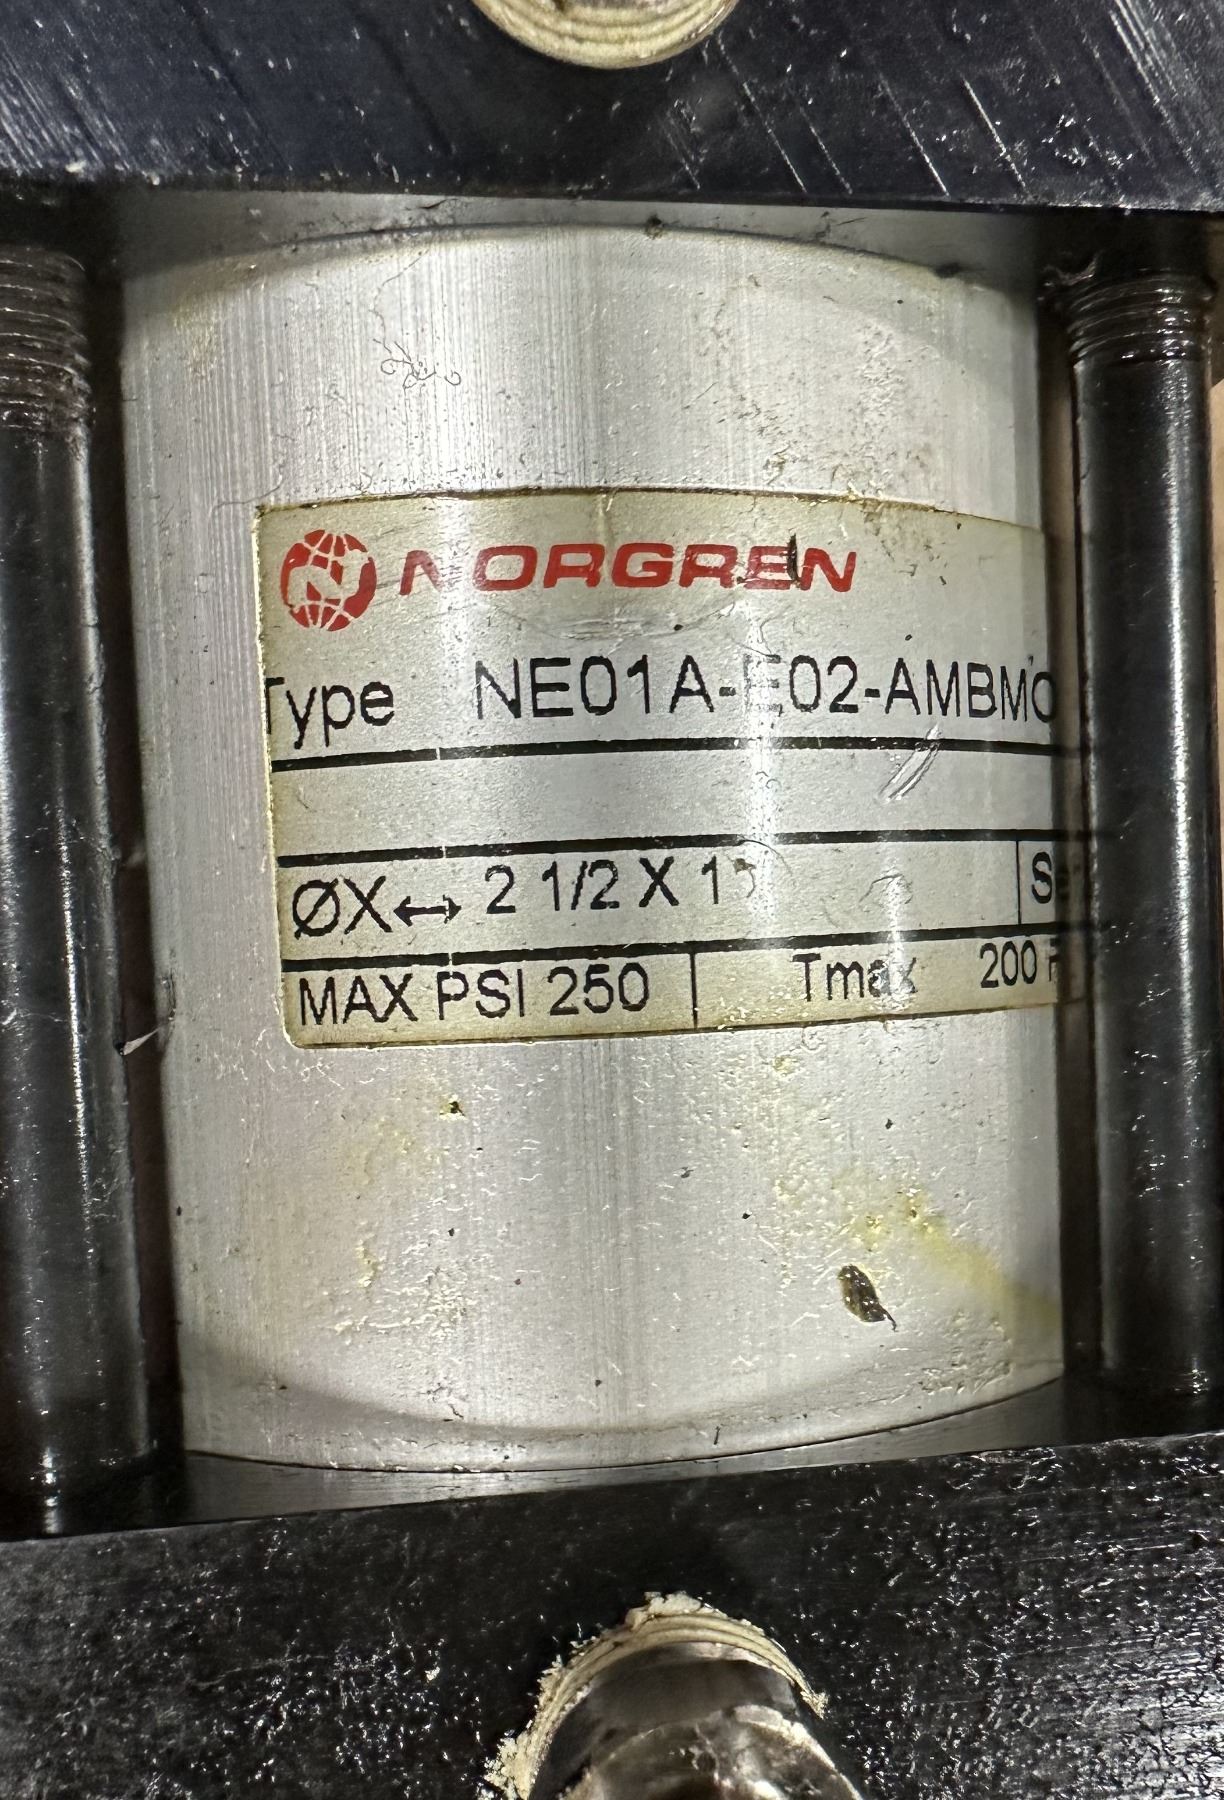 NORGREN
Type NE01A-E02-AMBMO
ØX↔ 2 1/2 X 1
MAX PSI 250 Tmax 200